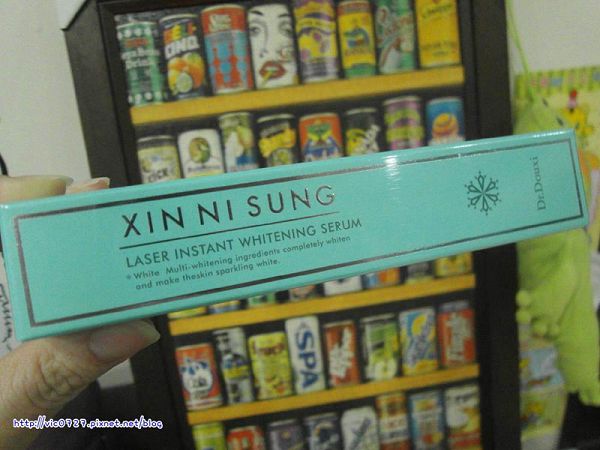 XIN NI SUNG
LASER INSTANT WHITENING SERUM
* White Multi-whitening ingredients completely whiten
and make theskin sparkling white.
Dr.Douxi
SPA
http://vic0727.pixnet.net/blog